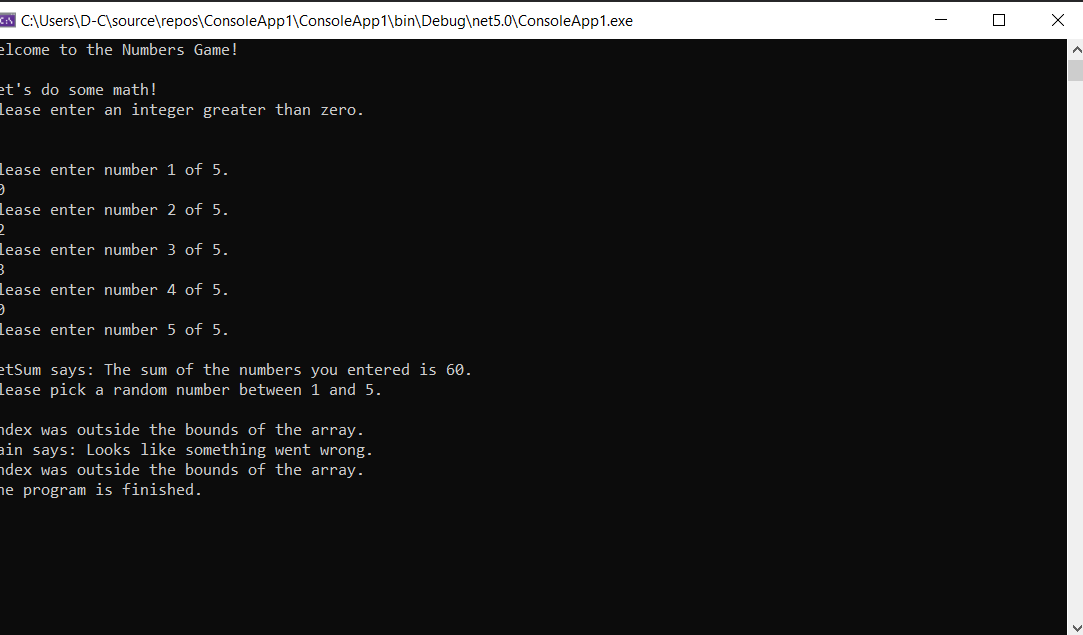 C:\Users\D-C\source\repos\ConsoleApp1\ConsoleApp1\bin\Debug\net5.0\ConsoleApp1.exe
elcome to the Numbers Game!
et's do some math!
lease enter an integer greater than zero.
lease enter number 1 of 5.
0
lease enter number 2 of 5.
2
lease enter number 3 of 5.
3
lease enter number 4 of 5.
0
lease enter number 5 of 5.
etSum says: The sum of the numbers you entered is 60.
lease pick a random number between 1 and 5.
ndex was outside the bounds of the array.
ain says: Looks like something went wrong.
ndex was outside the bounds of the array.
he program is finished.